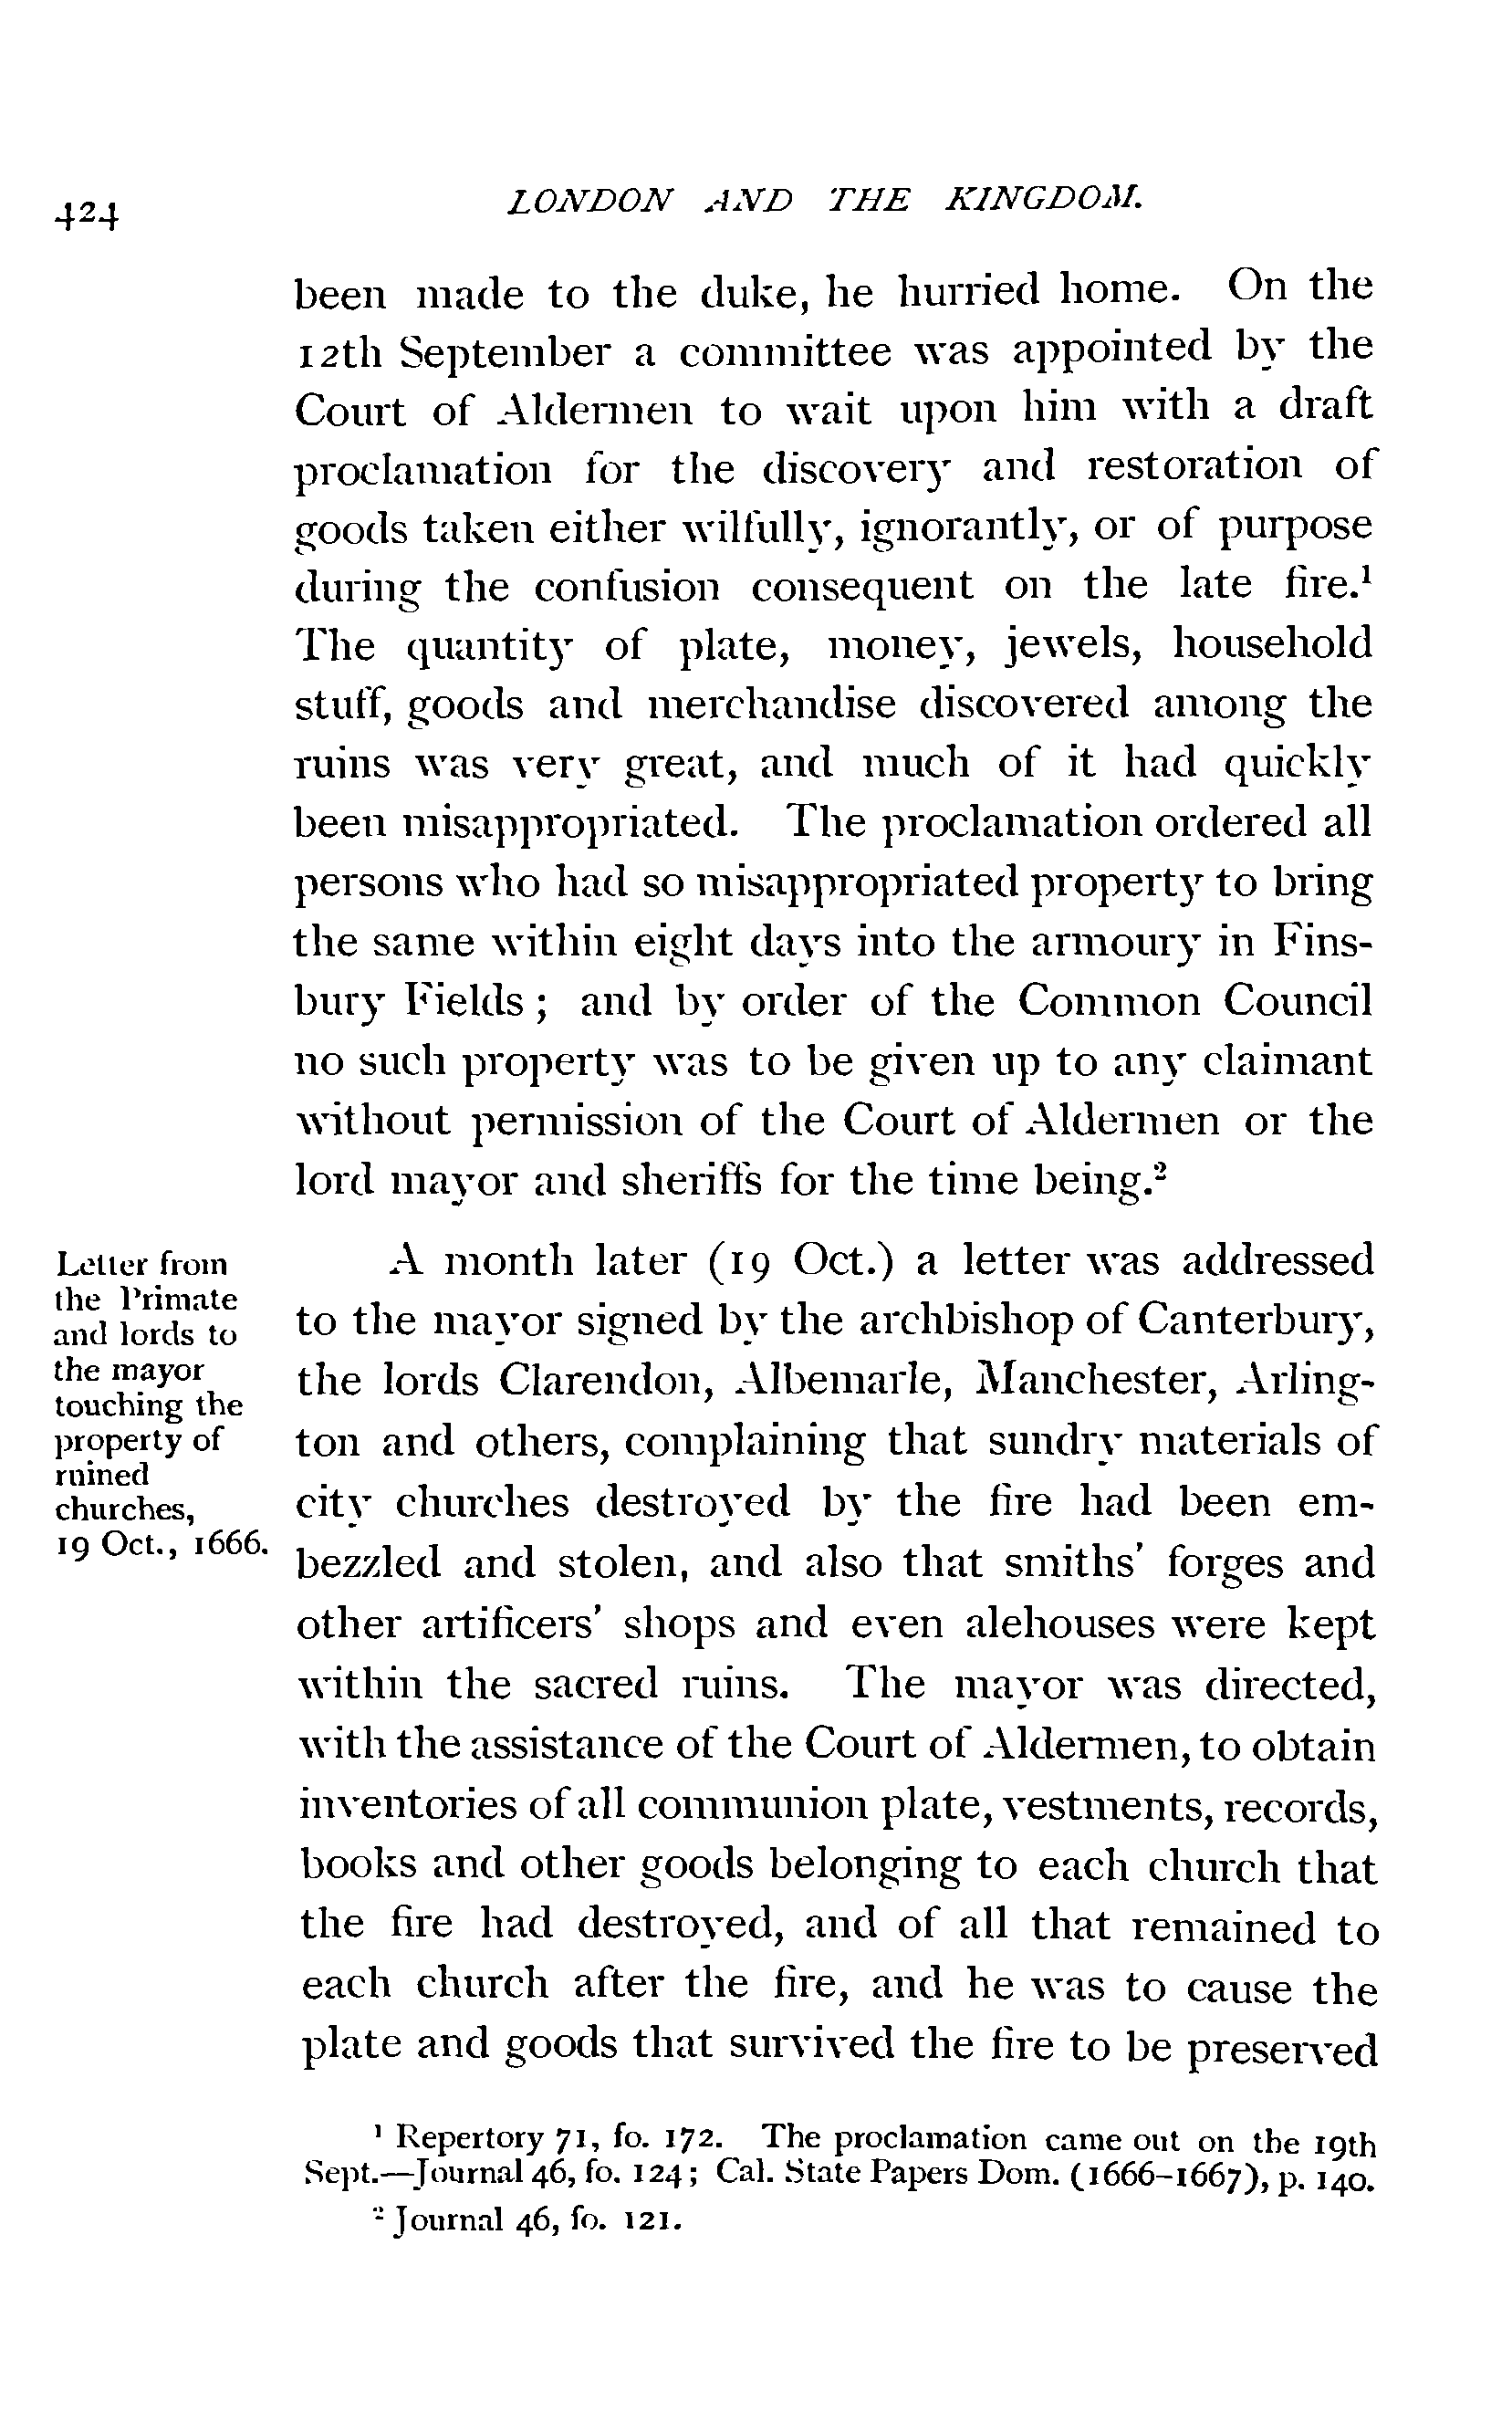 424
LONDON AND THE KINGDOM.
been made to the duke, he hurried home. On the
12th September a committee was appointed by the
Court of Aldermen to wait upon him with a draft
proclamation for the discovery and restoration of
goods taken either wilfully, ignorantly, or of purpose
during the confusion consequent on the late fire.¹
The quantity of plate, money, jewels, household
stuff, goods and merchandise discovered among the
ruins was very great, and much of it had quickly
been misappropriated. The proclamation ordered all
persons who had so misappropriated property to bring
the same within eight days into the armoury in Fins-
bury Fields; and by order of the Common Council
no such property was to be given up to any claimant
without permission of the Court of Aldermen or the
lord mayor and sheriffs for the time being.²
Letter from
the Primate
and lords to
the mayor
touching the
property of
ruined
churches,
19 Oct., 1666.
A month later (19 Oct.) a letter was addressed
to the mayor signed by the archbishop of Canterbury,
the lords Clarendon, Albemarle, Manchester, Arling-
ton and others, complaining that sundry materials of
city churches destroyed by the fire had been em-
bezzled and stolen, and also that smiths' forges and
other artificers' shops and even alehouses were kept
within the sacred ruins. The mayor was directed,
with the assistance of the Court of Aldermen, to obtain
inventories of all communion plate, vestments, records,
books and other goods belonging to each church that
the fire had destroyed, and of all that remained to
each church after the fire, and he was to cause the
plate and goods that survived the fire to be preserved
¹ Repertory 71, fo. 172. The proclamation came out on the 19th
Sept.—Journal 46, fo. 124; Cal. State Papers Dom. (1666-1667), p. 140.
² Journal 46, fo. 121.